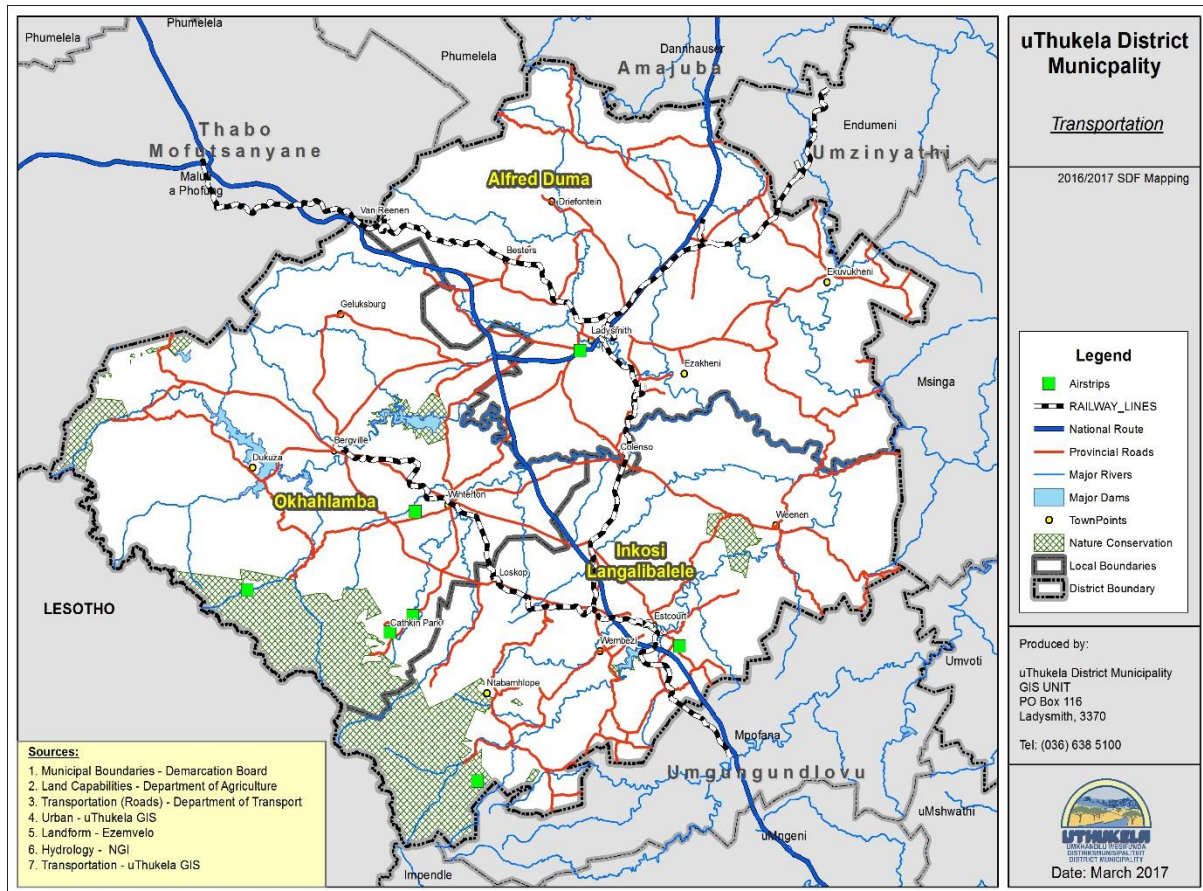 Phumelela
Phumelela
Phumelela
Dannhauser
Amajuba
Endumeni
Umzinyathi
Thabo
Mofutsanyane
Maluti
a Phofung
Alfred Duma
Driefontein
Van Reenen
Besters
Ekuvukheni
Geluksburg
Ladysmith
Ezakheni
Msinga
Bergville
Colenso
Dukuza
Okhahlamba
Winterton
Weenen
Inkosi
Langalibalele
Loskop
LESOTHO
Cathkin Park
Estcourt
Wembezi
Umvoti
Ntabamhlope
Mpofana
Umgungundlovu
uMshwathi
uMngeni
Impendle
Sources:
1. Municipal Boundaries - Demarcation Board
2. Land Capabilities - Department of Agriculture
3. Transportation (Roads) - Department of Transport
4. Urban - uThukela GIS
5. Landform - Ezemvelo
6. Hydrology - NGI
7. Transportation - uThukela GIS
uThukela District
Municpality
Transportation
2016/2017 SDF Mapping
Legend
Airstrips
RAILWAY_LINES
National Route
Provincial Roads
Major Rivers
Major Dams
TownPoints
Nature Conservation
Local Boundaries
District Boundary
Produced by:
uThukela District Municipality
GIS UNIT
PO Box 116
Ladysmith, 3370
Tel: (036) 638 5100
UTHUKELA
UMKHANDLU WESIFUNDA
DISTRIKSMUNISIPALITEIT
DISTRICT MUNICIPALITY
Date: March 2017